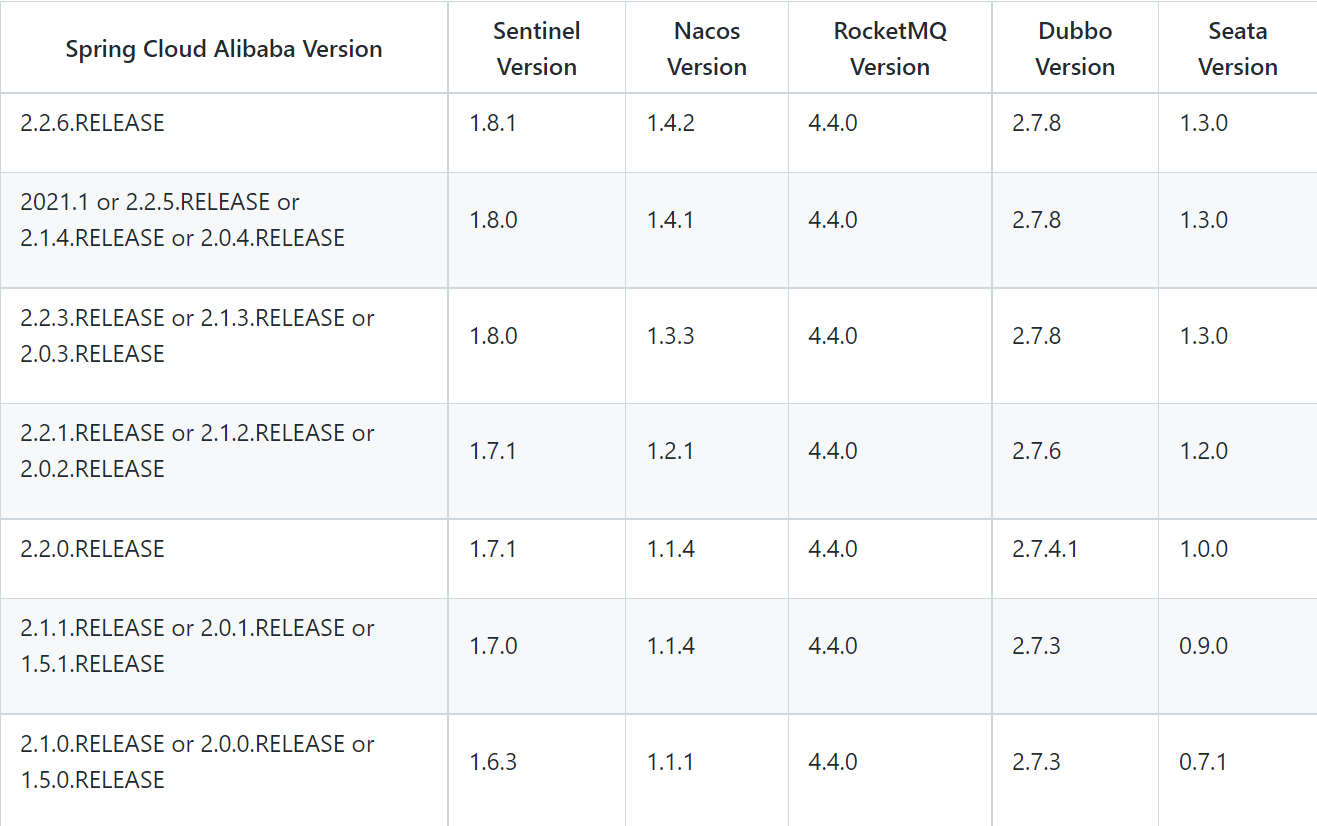 Spring Cloud Alibaba Version
Sentinel
Version
Nacos
Version
RocketMQ
Version
Dubbo
Version
Seata
Version
2.2.6.RELEASE
1.8.1
1.4.2
4.4.0
2.7.8
1.3.0
2021.1 or 2.2.5.RELEASE or
2.1.4.RELEASE or 2.0.4.RELEASE
1.8.0
1.4.1
4.4.0
2.7.8
1.3.0
2.2.3.RELEASE or 2.1.3.RELEASE or
2.0.3.RELEASE
1.8.0
1.3.3
4.4.0
2.7.8
1.3.0
2.2.1.RELEASE or 2.1.2.RELEASE or
2.0.2.RELEASE
1.7.1
1.2.1
4.4.0
2.7.6
1.2.0
2.2.0.RELEASE
1.7.1
1.1.4
4.4.0
2.7.4.1
1.0.0
2.1.1.RELEASE or 2.0.1.RELEASE or
1.5.1.RELEASE
1.7.0
1.1.4
4.4.0
2.7.3
0.9.0
2.1.0.RELEASE or 2.0.0.RELEASE or
1.5.0.RELEASE
1.6.3
1.1.1
4.4.0
2.7.3
0.7.1